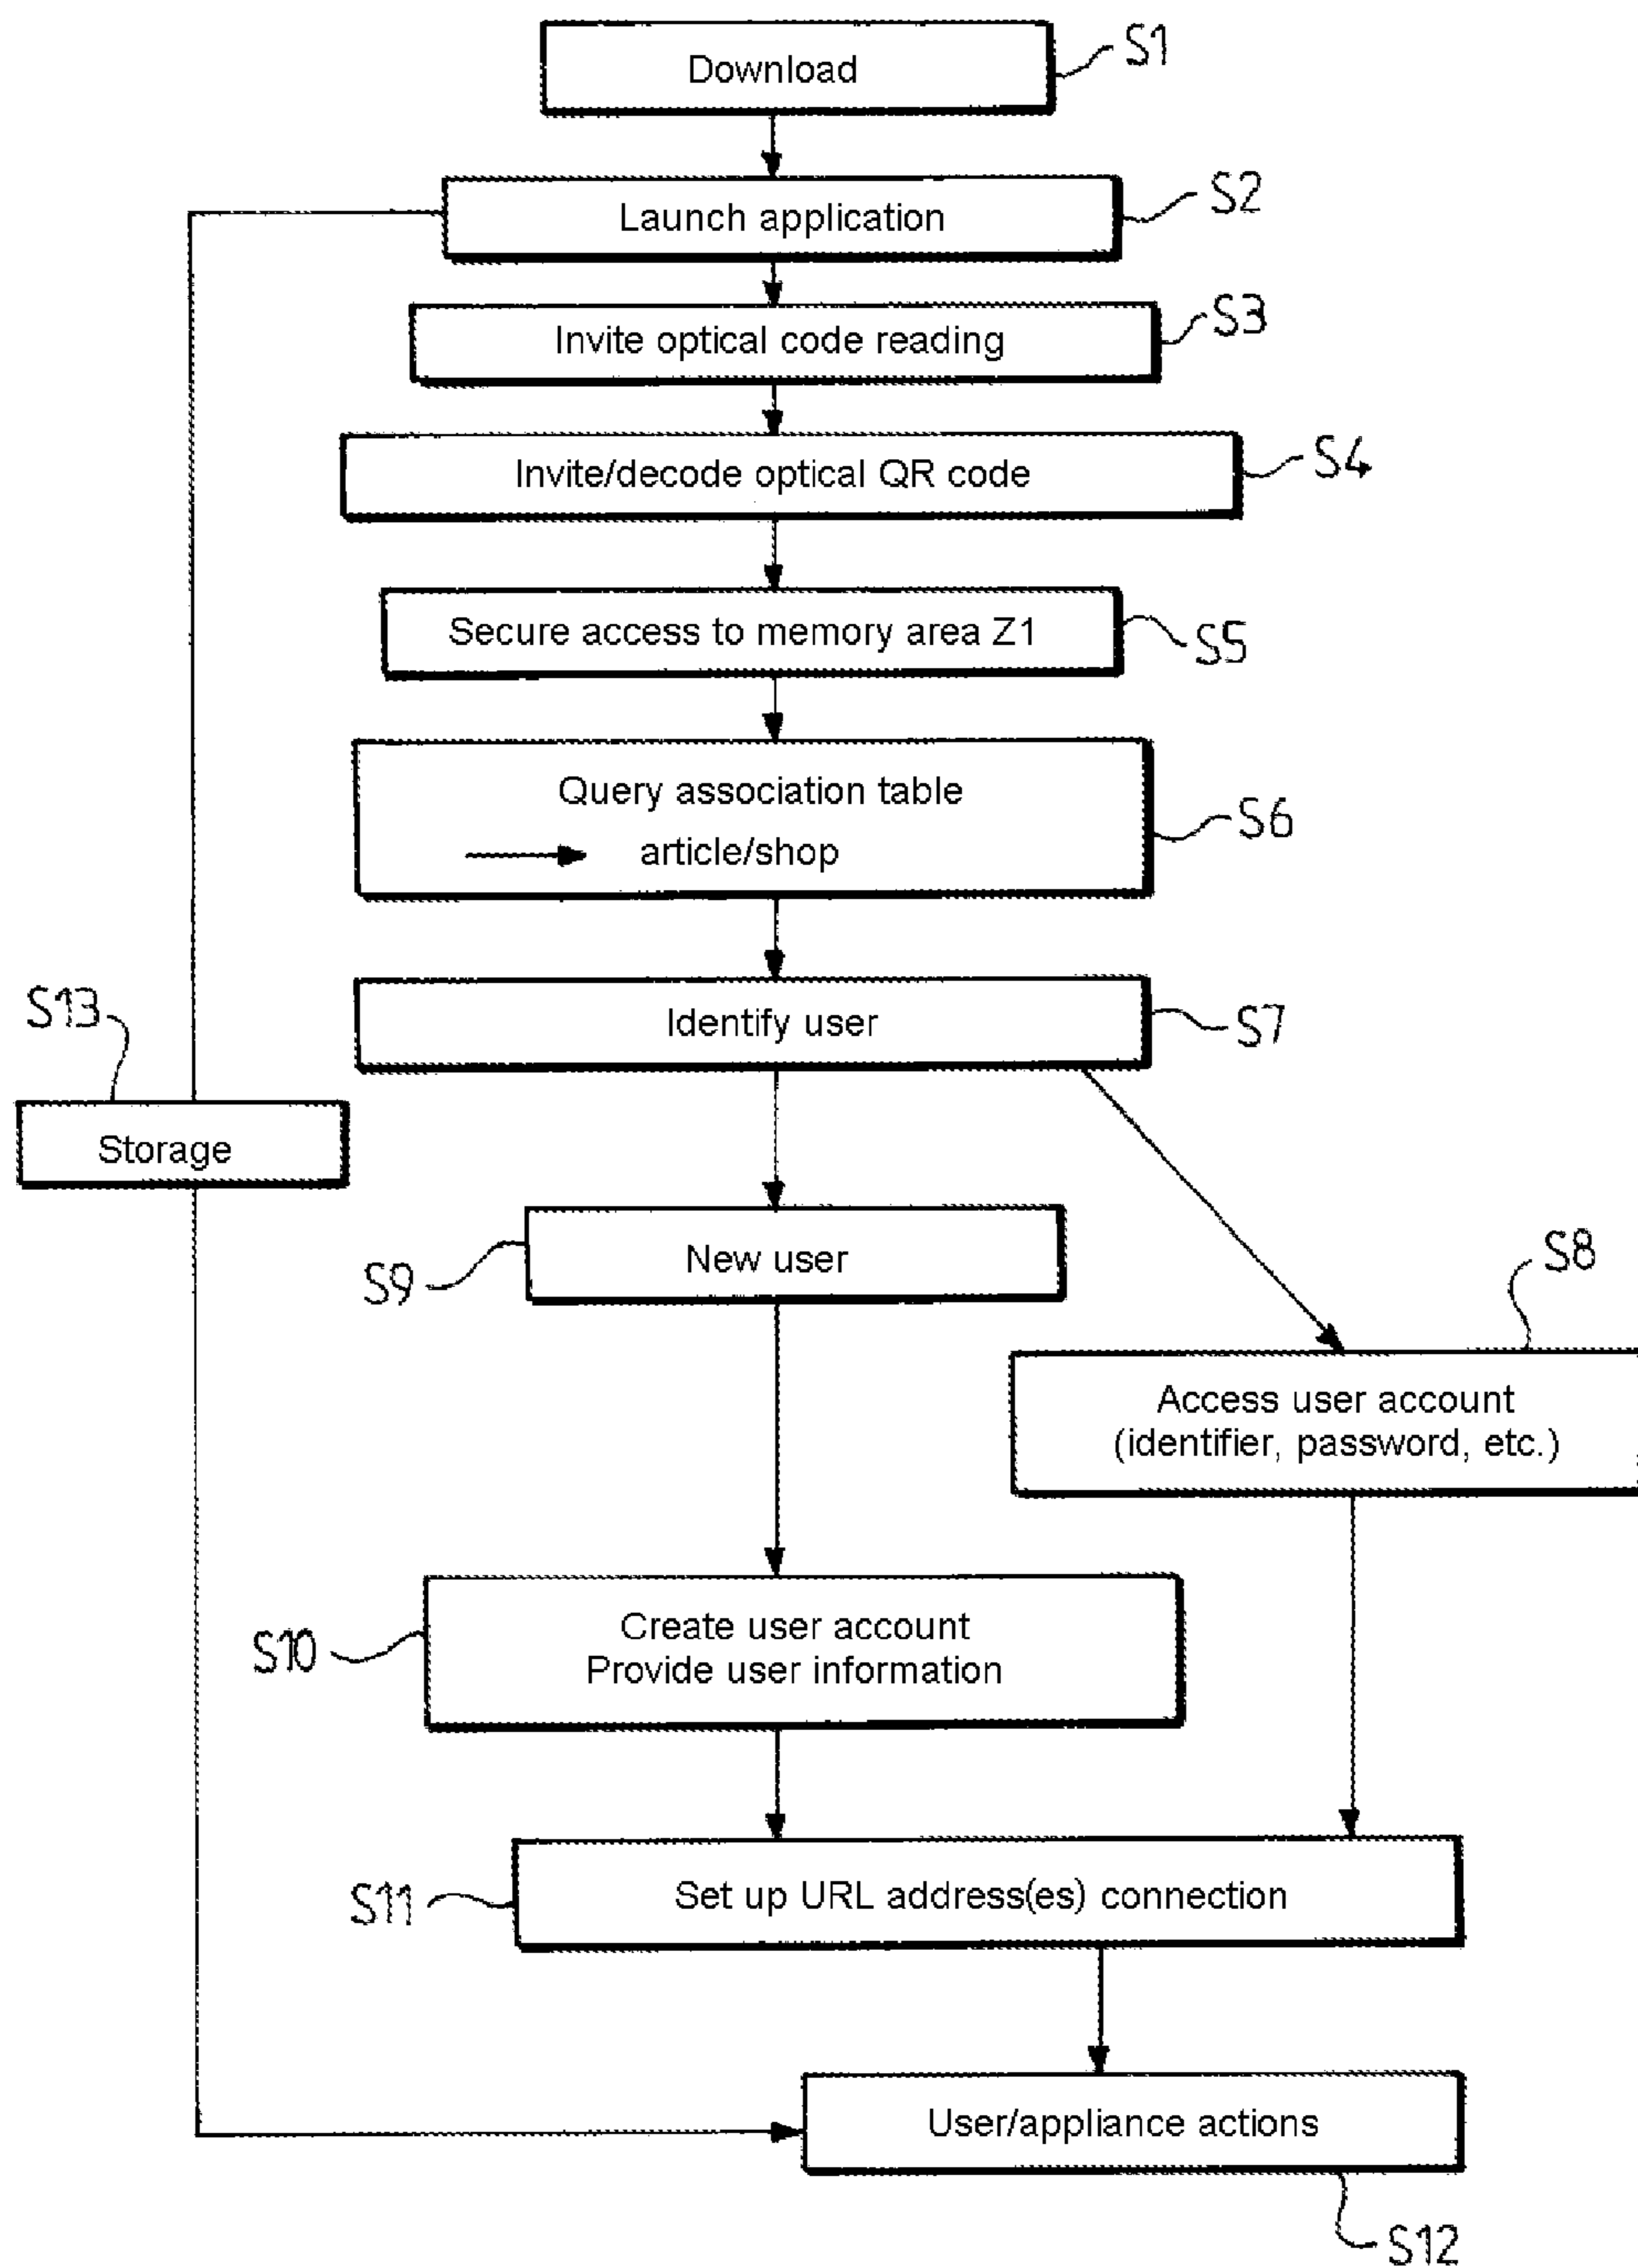 Download
S1
Launch application
S2
Invite optical code reading
S3
Invite/decode optical QR code
S4
Secure access to memory area Z1
S5
Query association table
article/shop
S6
Identify user
S7
S13
Storage
New user
S9
S8
Access user account
(identifier, password, etc.)
Create user account
Provide user information
S10
Set up URL address(es) connection
S11
User/appliance actions
S12